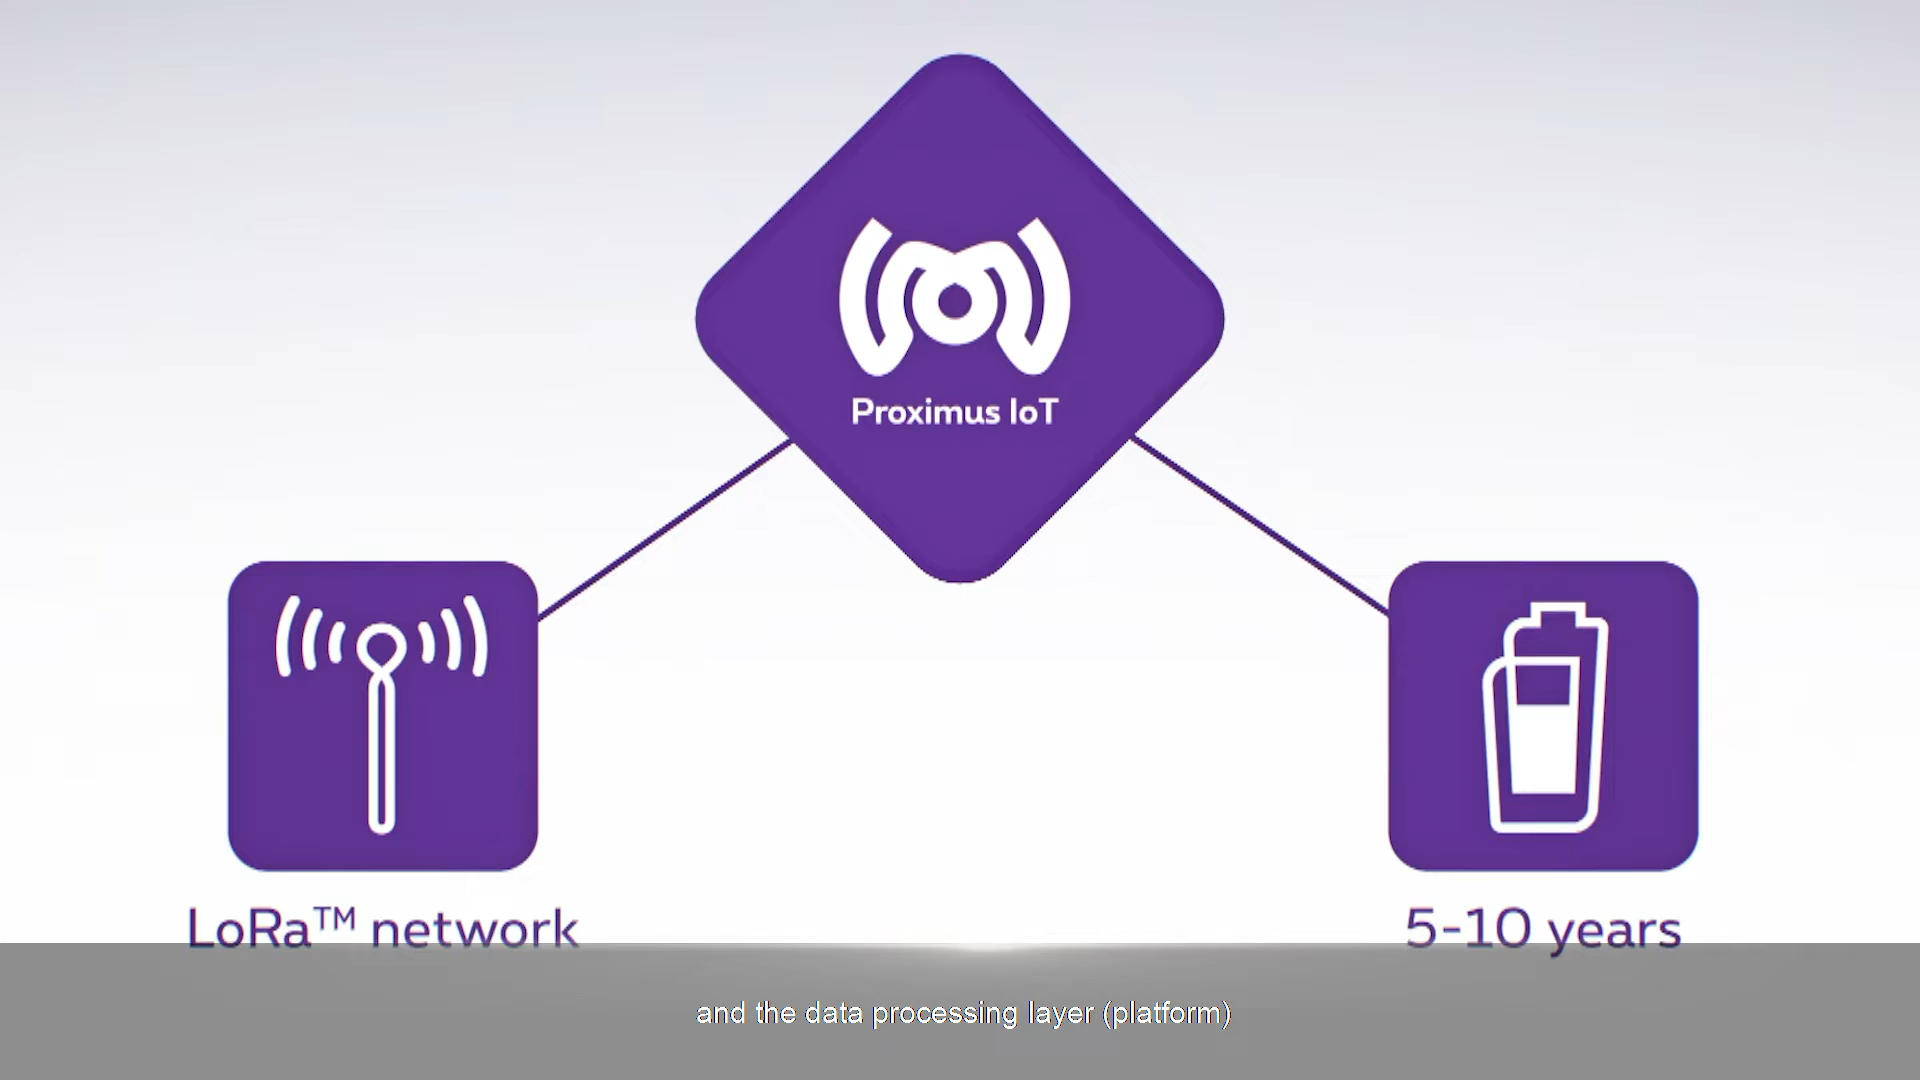 Proximus IoT
LoRa™ network
5-10 years
and the data processing layer (platform)